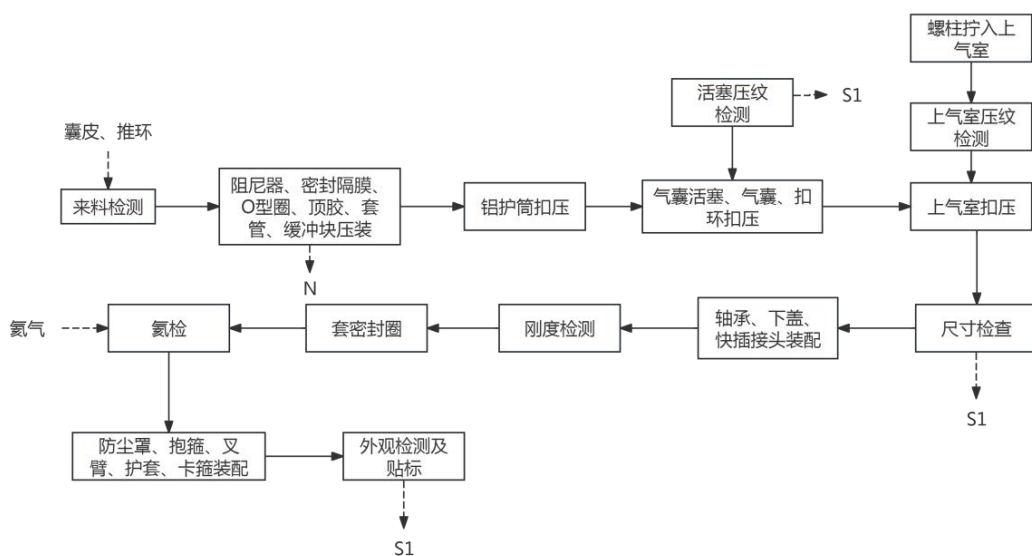 螺柱拧入上
气室
活塞压纹
检测
S1
上气室压纹
检测
囊皮、推环
来料检测
阻尼器、密封隔膜、
O型圈、顶胶、套
管、缓冲块压装
铝护筒扣压
气囊活塞、气囊、扣
环扣压
上气室扣压
N
氦气
氦检
套密封圈
刚度检测
轴承、下盖、
快插接头装配
尺寸检查
S1
防尘罩、抱箍、叉
臂、护套、卡箍装配
外观检测及
贴标
S1